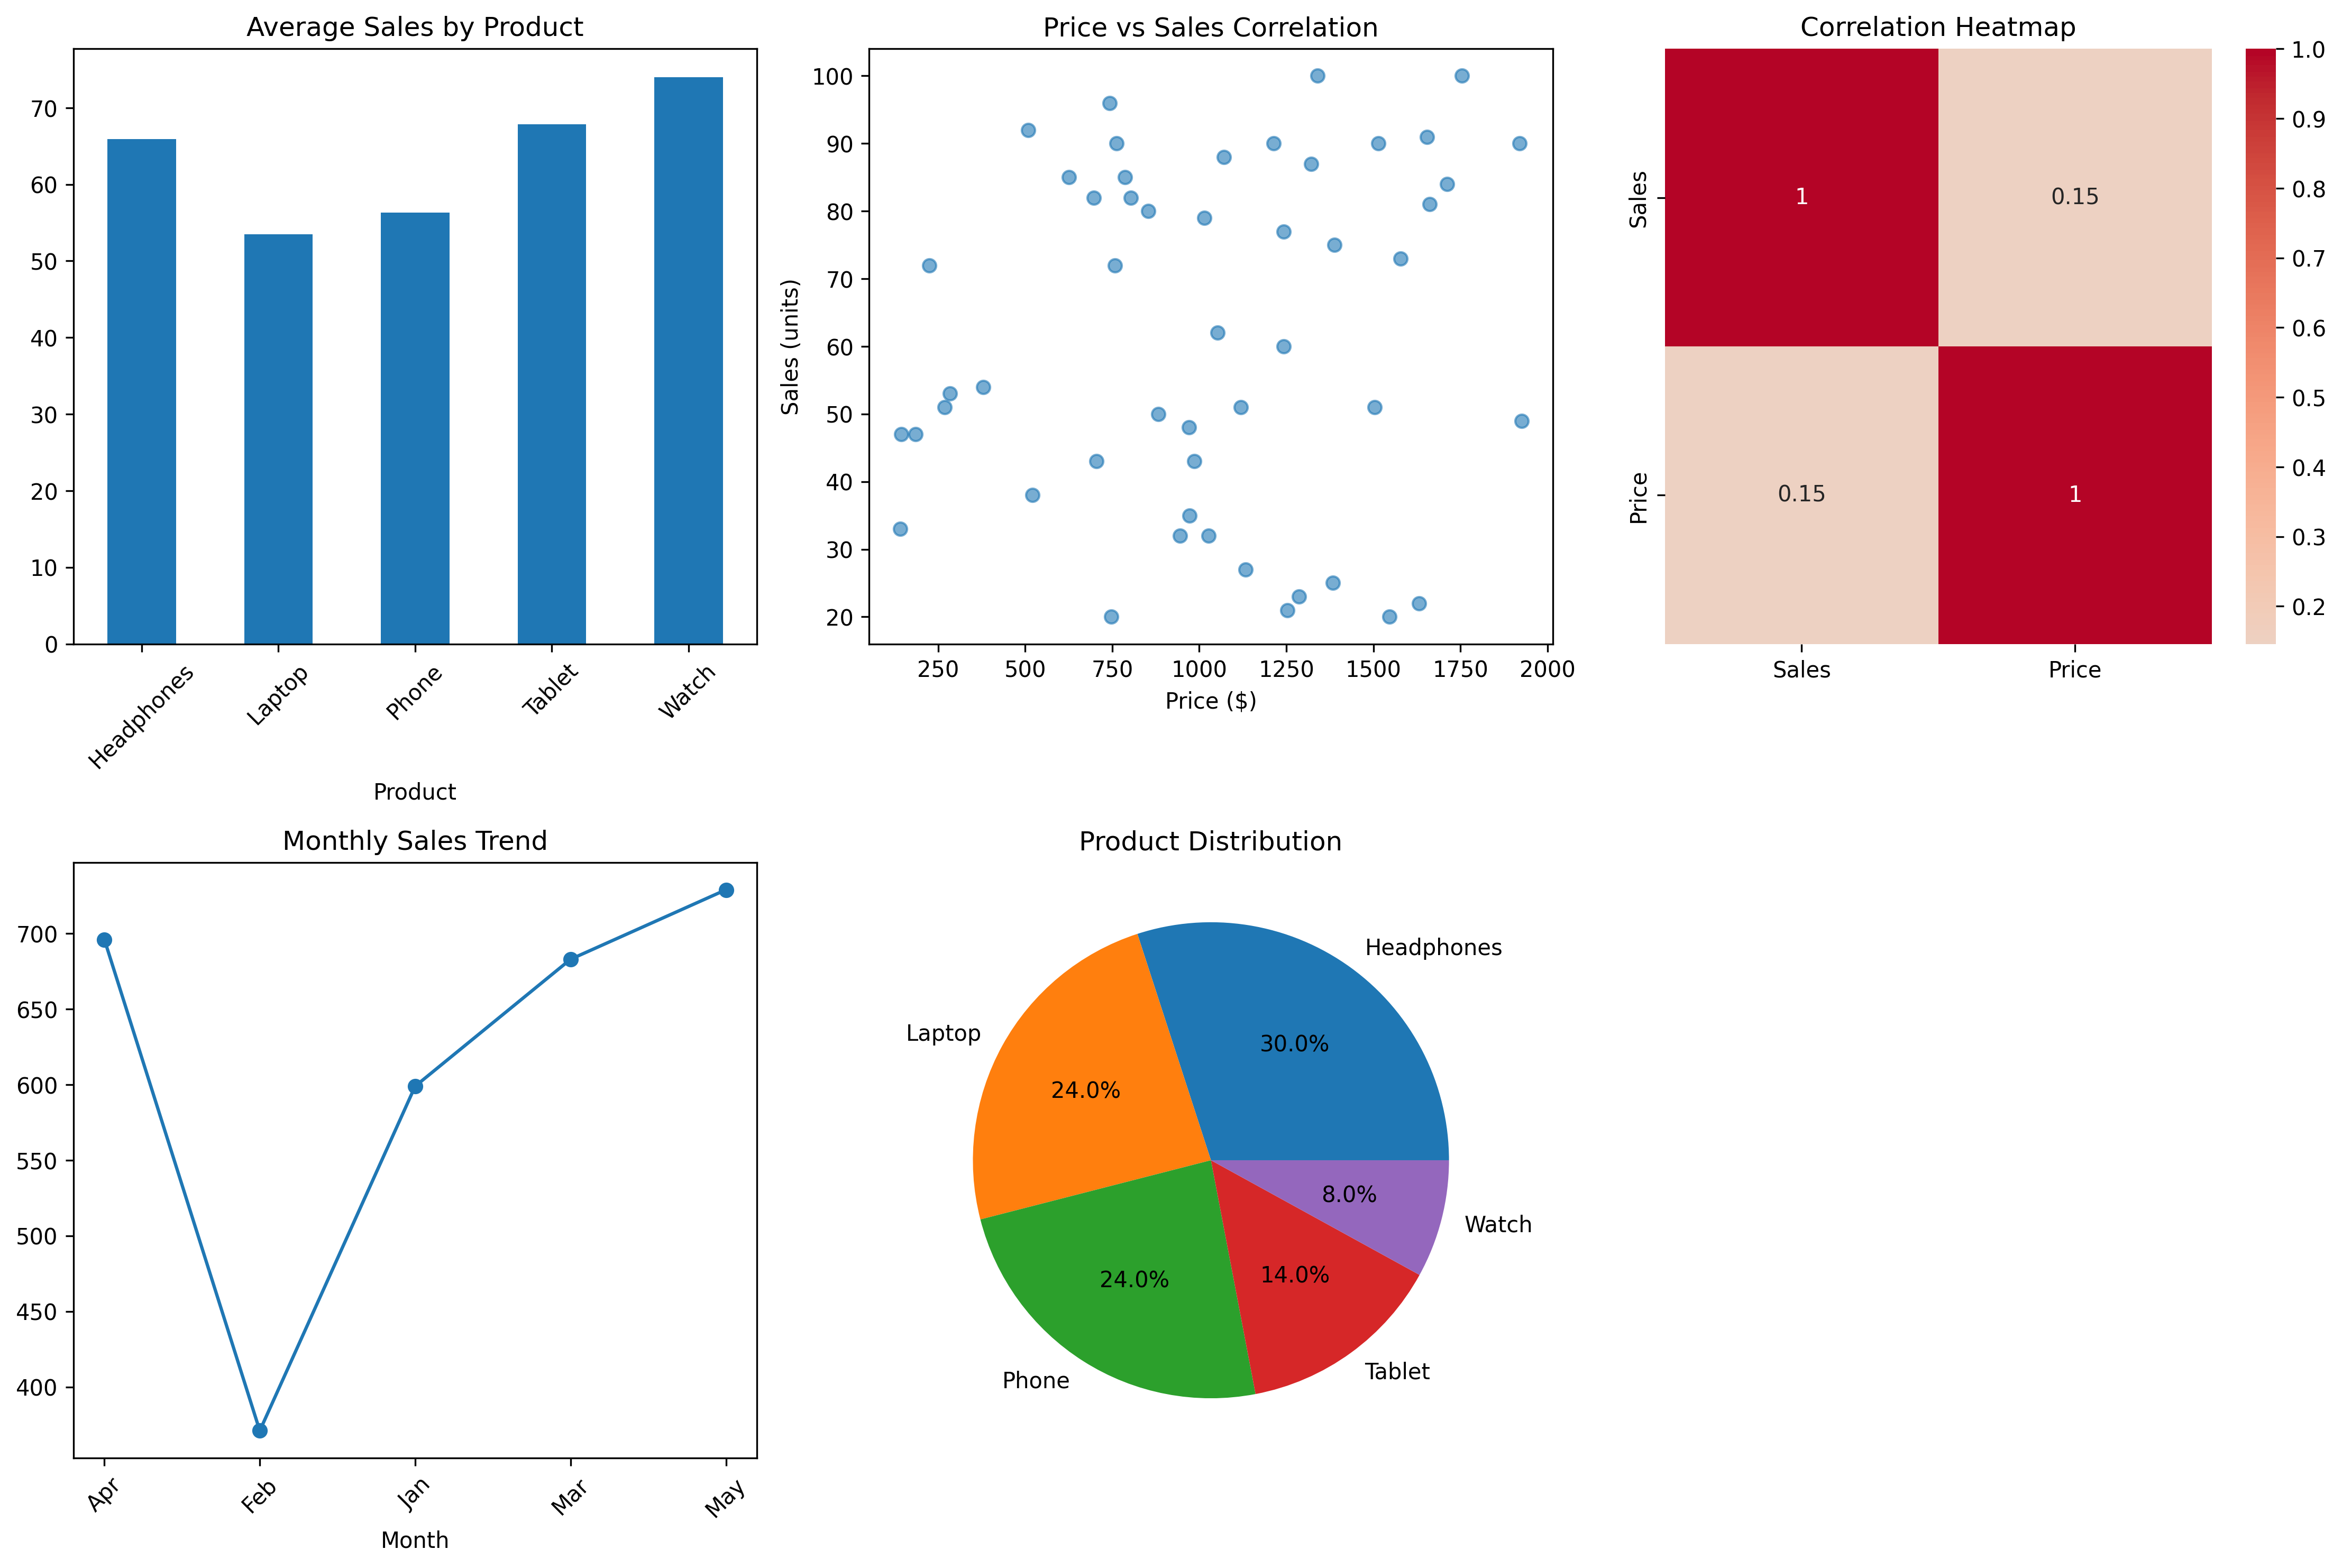 Average Sales by Product
70
60
50
40
30
20
10
0
Headphones
Laptop
Phone
Tablet
Watch
Product
Price vs Sales Correlation
Sales (units)
100
90
80
70
60
50
40
30
20
250
500
750
1000
1250
1500
1750
2000
Price ($)
Correlation Heatmap
Sales
Price
1
0.15
0.15
1
Sales
Price
1.0
0.9
0.8
0.7
0.6
0.5
0.4
0.3
0.2
Monthly Sales Trend
700
650
600
550
500
450
400
Apr
Feb
Jan
Mar
May
Month
Product Distribution
Headphones
30.0%
Laptop
24.0%
Phone
24.0%
Tablet
14.0%
Watch
8.0%